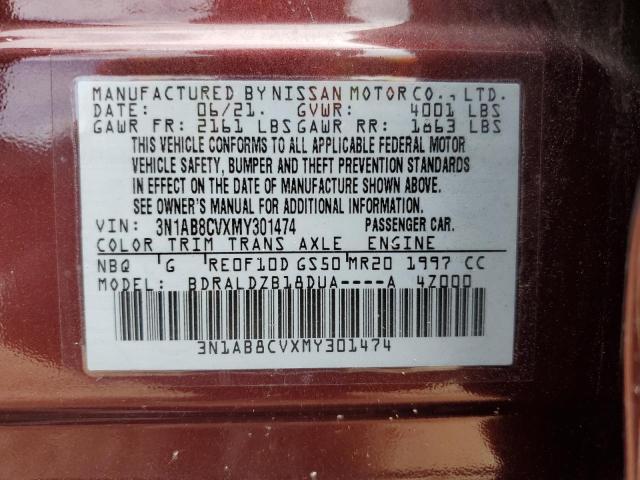 MANUFACTURED BY NISSAN MOTOR CO., LTD.
DATE: 06/21. GVWR: 4001 LBS
GAWR FR: 2161 LBS GAWR RR: 1863 LBS
THIS VEHICLE CONFORMS TO ALL APPLICABLE FEDERAL MOTOR
VEHICLE SAFETY, BUMPER AND THEFT PREVENTION STANDARDS
IN EFFECT ON THE DATE OF MANUFACTURE SHOWN ABOVE.
SEE OWNER'S MANUAL FOR ADDITIONAL INFORMATION.
VIN: 3N1AB8CVXMY301474 PASSENGER CAR.
COLOR TRIM TRANS AXLE ENGINE
NBQ G RE0F10D GS50 MR20 1997 CC
MODEL: BDRALDZB18DUA----A 4Z000
3N1AB8CVXMY301474